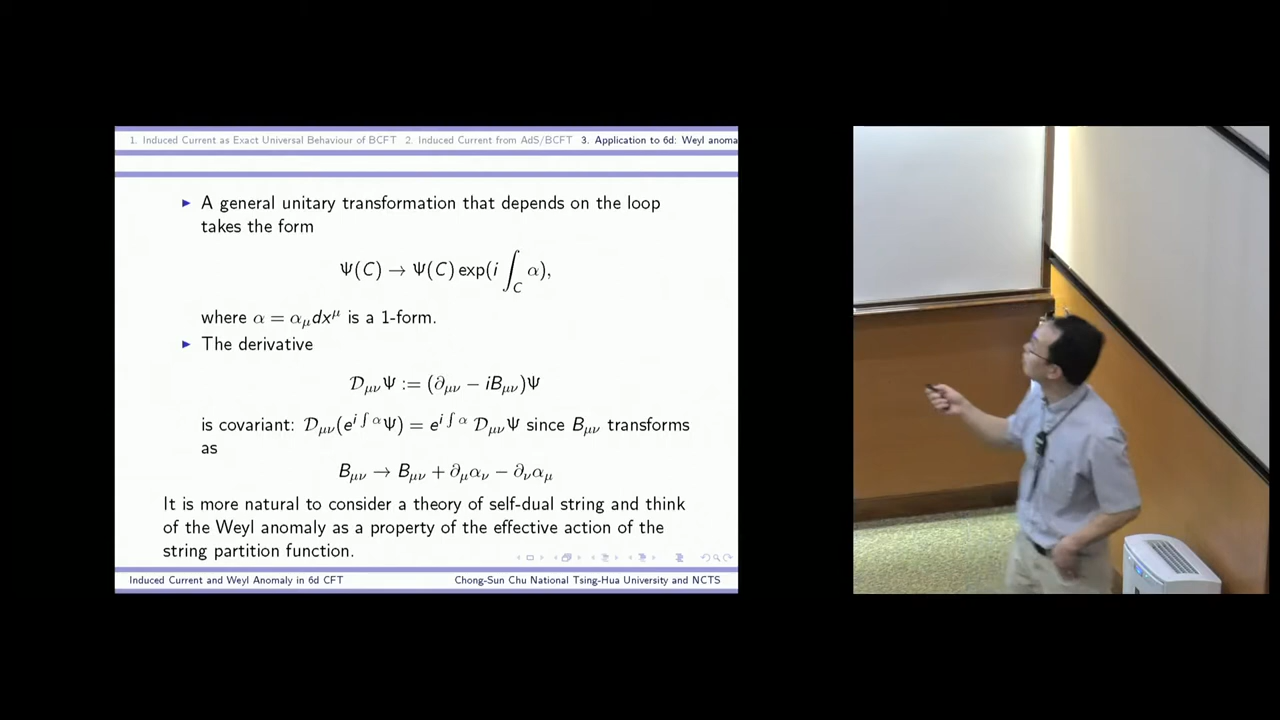 1. Induced Current as Exact Universal Behaviour of BCFT 2. Induced Current from AdS/BCFT 3. Application to 6d: Weyl anoma
▶ A general unitary transformation that depends on the loop
takes the form
Ψ(C) → Ψ(C) exp(i ∫_C α),
where α = α_μ dx^μ is a 1-form.
▶ The derivative
𝒟_μν Ψ := (∂_μν − iB_μν)Ψ
is covariant: 𝒟_μν(e^{i∫α}Ψ) = e^{i∫α} 𝒟_μνΨ since B_μν transforms
as
B_μν → B_μν + ∂_μ α_ν − ∂_ν α_μ
It is more natural to consider a theory of self-dual string and think
of the Weyl anomaly as a property of the effective action of the
string partition function.
Induced Current and Weyl Anomaly in 6d CFT Chong-Sun Chu National Tsing-Hua University and NCTS